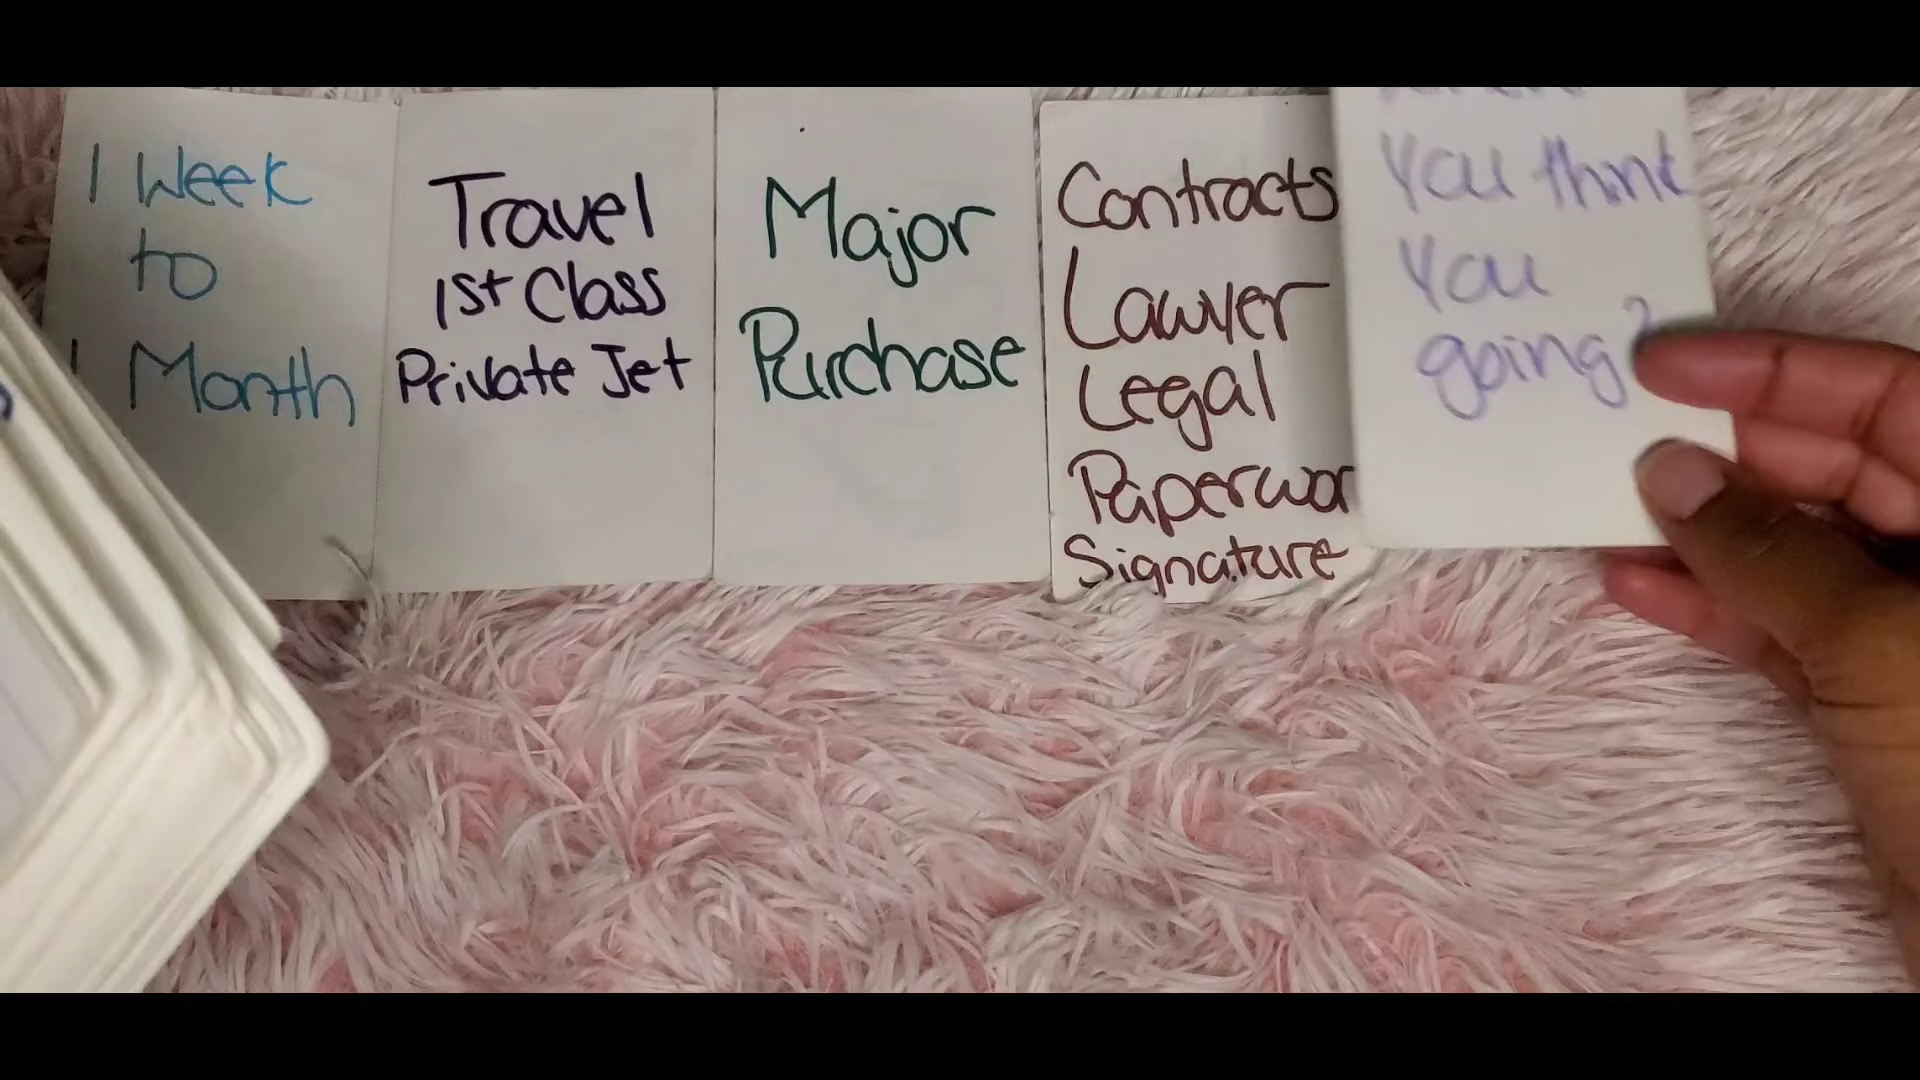 1 Week
to
1 Month
Travel
1st Class
Private Jet
Major
Purchase
Contracts
Lawyer
Legal
Paperwor
Signature
You think
You
going?